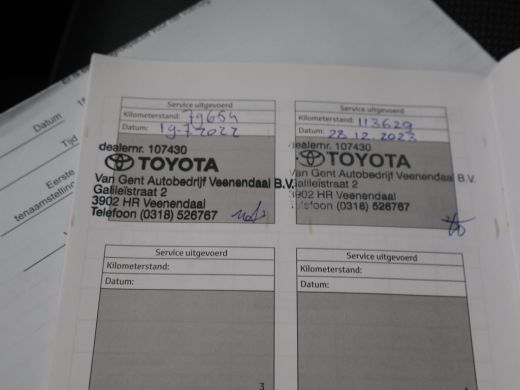 Datum
Tijd
Eerste
tenaamstelling
Service uitgevoerd
Kilometerstand: 79654
Datum: 19-7-2022
dealernr. 107430
TOYOTA
Van Gent Autobedrijf Veenendaal B.V.
Galileïstraat 2
3902 HR Veenendaal
Telefoon (0318) 526767
Service uitgevoerd
Kilometerstand: 113629
Datum: 28.12.2023
dealernr. 107430
TOYOTA
Van Gent Autobedrijf Veenendaal B.V.
Galileïstraat 2
3902 HR Veenendaal
Telefoon (0318) 526767
Service uitgevoerd
Kilometerstand:
Datum:
3
Service uitgevoerd
Kilometerstand:
Datum: